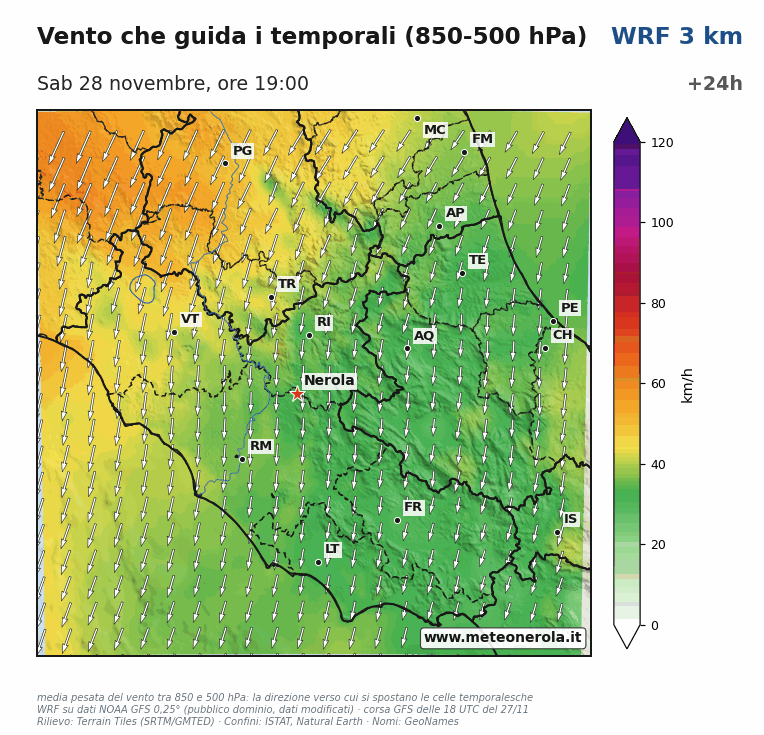 Vento che guida i temporali (850-500 hPa) WRF 3 km
Sab 28 novembre, ore 19:00 +24h
MC
FM
PG
AP
TE
TR
PE
VT
RI
CH
AQ
Nerola
RM
FR
IS
LT
www.meteonerola.it
120
100
80
60
40
20
0
km/h
media pesata del vento tra 850 e 500 hPa: la direzione verso cui si spostano le celle temporalesche
WRF su dati NOAA GFS 0,25° (pubblico dominio, dati modificati) · corsa GFS delle 18 UTC del 27/11
Rilievo: Terrain Tiles (SRTM/GMTED) · Confini: ISTAT, Natural Earth · Nomi: GeoNames